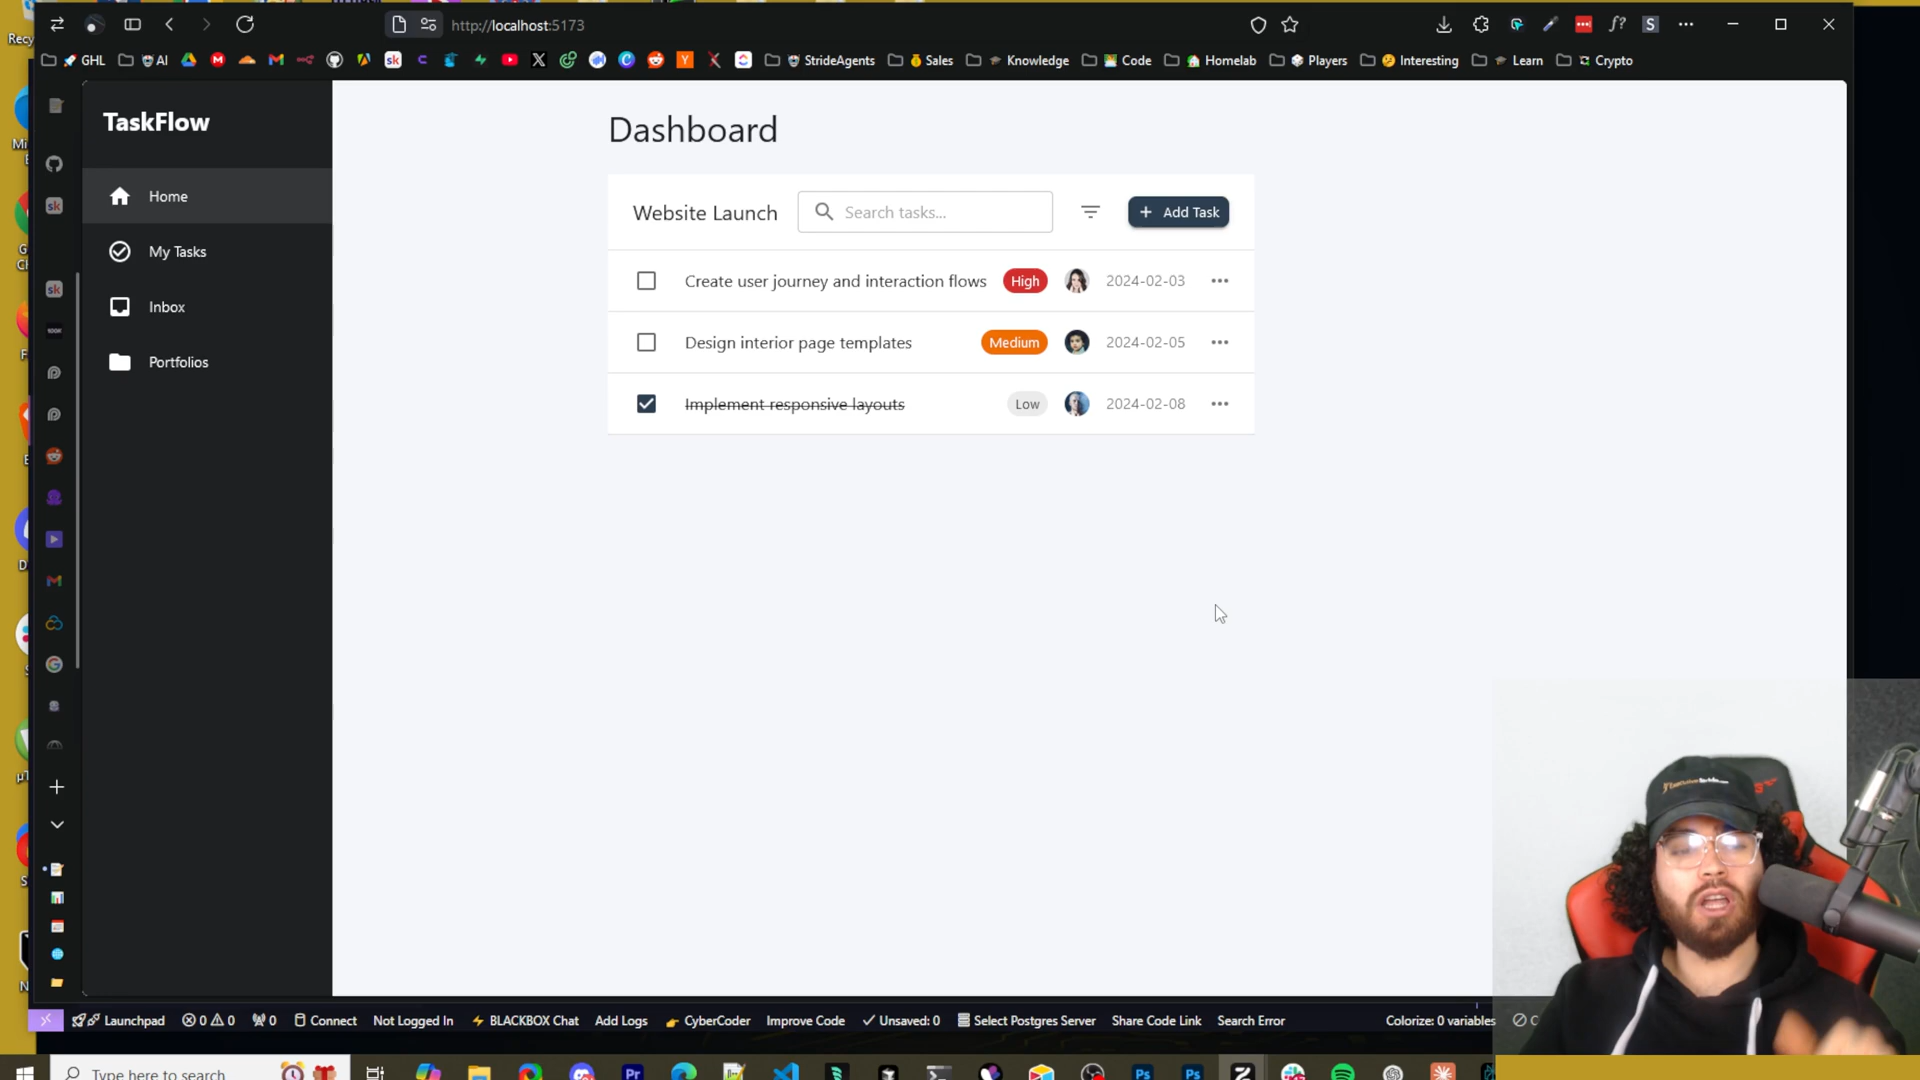 http://localhost:5173
GHL
AI
StrideAgents
Sales
Knowledge
Code
Homelab
Players
Interesting
Learn
Crypto
TaskFlow
Home
My Tasks
Inbox
Portfolios
Dashboard
Website Launch
Search tasks...
+ Add Task
Create user journey and interaction flows
High
2024-02-03
Design interior page templates
Medium
2024-02-05
Implement responsive layouts
Low
2024-02-08
Launchpad
0
0
0
Connect
Not Logged In
BLACKBOX Chat
Add Logs
CyberCoder
Improve Code
Unsaved: 0
Select Postgres Server
Share Code Link
Search Error
Colorize: 0 variables
Type here to search